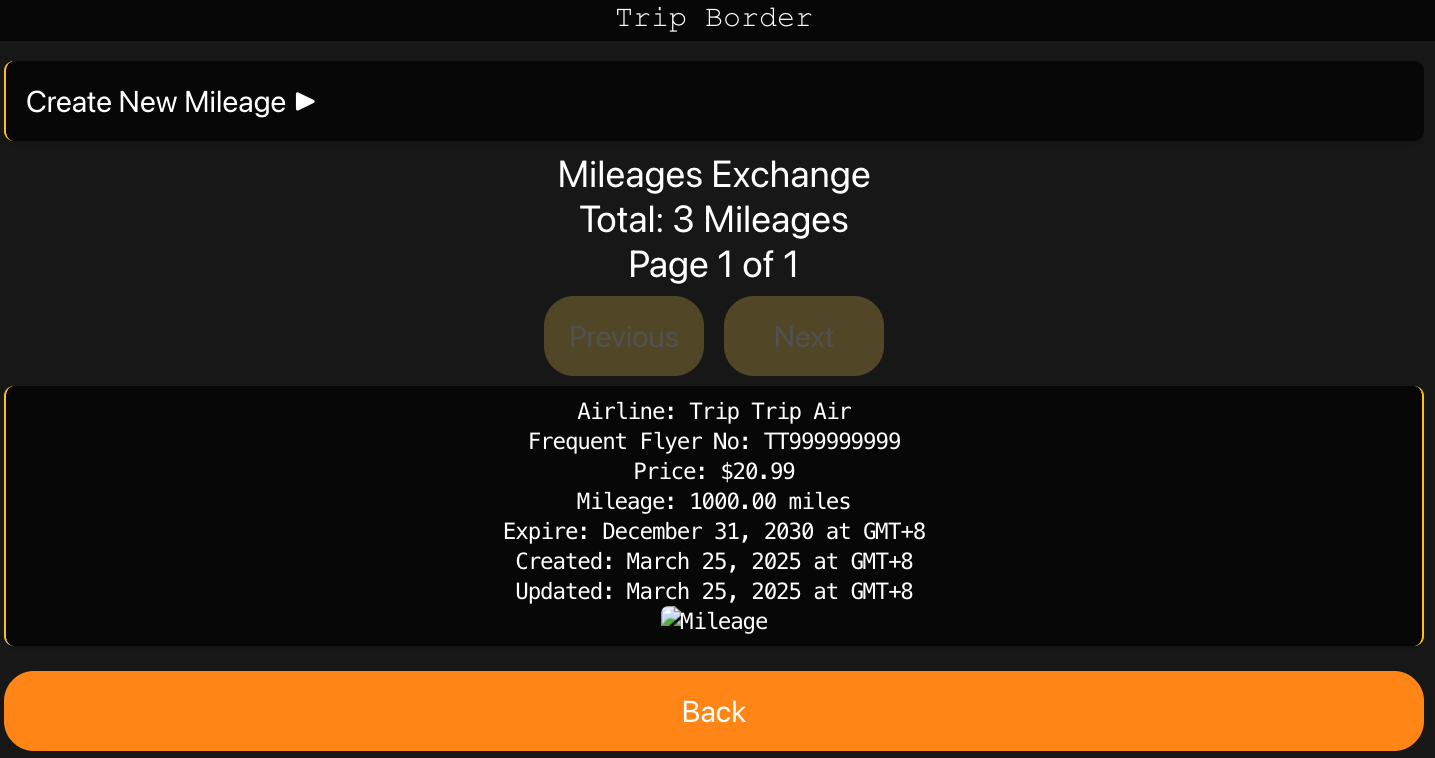 Trip Border
Create New Mileage ▶
Mileages Exchange
Total: 3 Mileages
Page 1 of 1
Previous
Next
Airline: Trip Trip Air
Frequent Flyer No: TT999999999
Price: $20.99
Mileage: 1000.00 miles
Expire: December 31, 2030 at GMT+8
Created: March 25, 2025 at GMT+8
Updated: March 25, 2025 at GMT+8
Mileage
Back